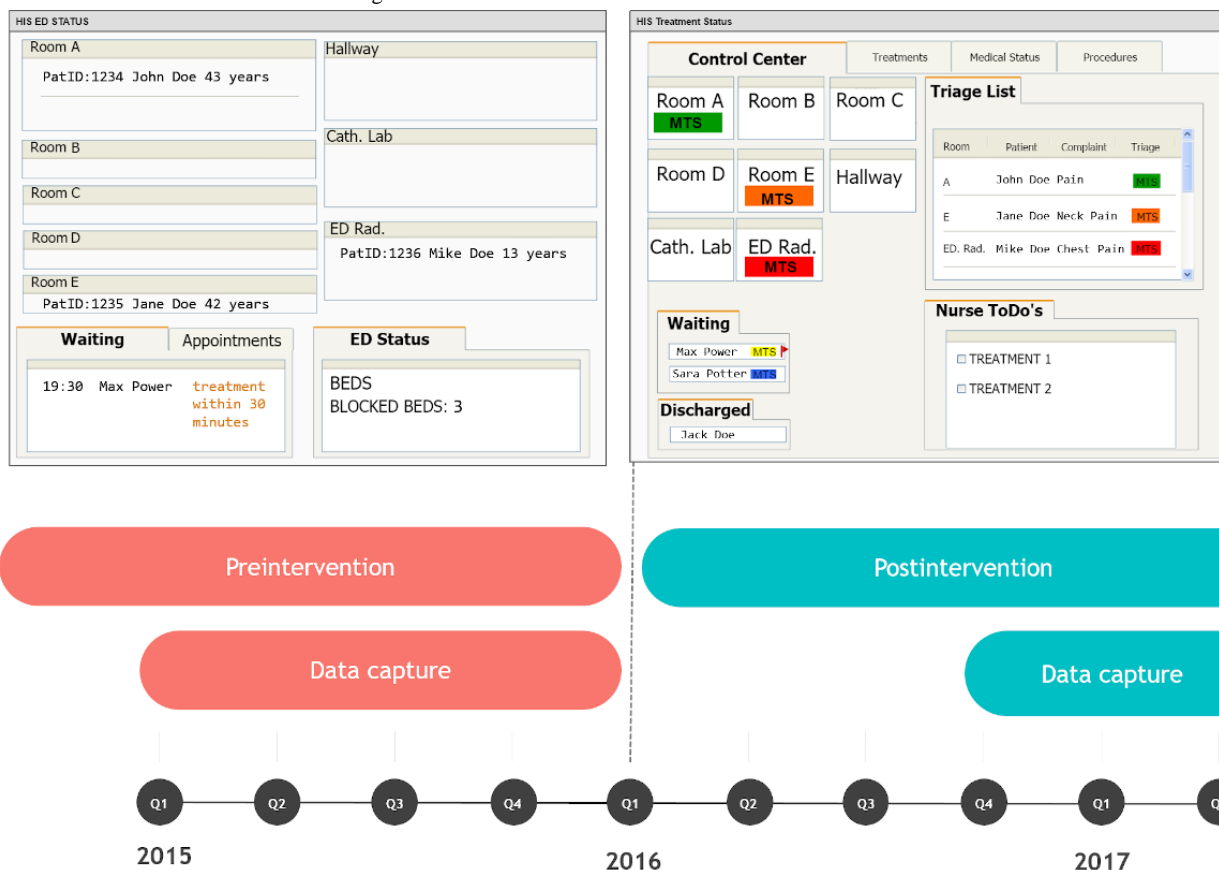 HIS ED STATUS
Room A
PatID:1234 John Doe 43 years
Room B
Room C
Room D
Room E
PatID:1235 Jane Doe 42 years
Hallway
Cath. Lab
ED Rad.
PatID:1236 Mike Doe 13 years
Waiting
Appointments
19:30 Max Power treatment
within 30
minutes
ED Status
BEDS
BLOCKED BEDS: 3
HIS Treatment Status
Control Center
Treatments
Medical Status
Procedures
Room A
MTS
Room B
Room C
Room D
Room E
MTS
Hallway
Cath. Lab
ED Rad.
MTS
Triage List
Room Patient Complaint Triage
A John Doe Pain MTS
E Jane Doe Neck Pain MTS
ED. Rad. Mike Doe Chest Pain MTS
Waiting
Max Power MTS
Sara Potter MTS
Discharged
Jack Doe
Nurse ToDo's
TREATMENT 1
TREATMENT 2
Preintervention
Postintervention
Data capture
Data capture
Q1 Q2 Q3 Q4 Q1 Q2 Q3 Q4 Q1
2015 2016 2017